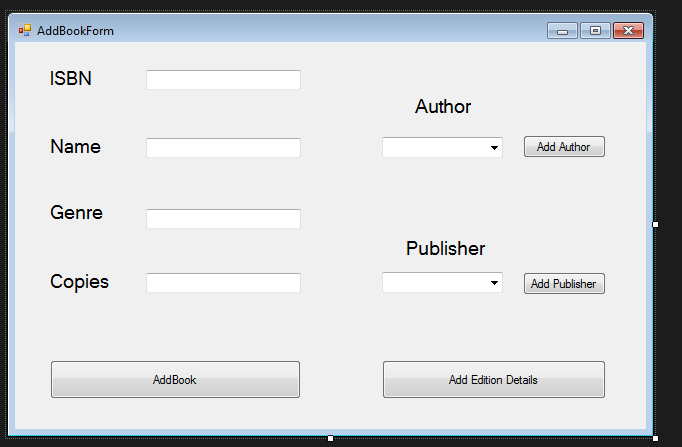 AddBookForm
ISBN
Author
Name
Add Author
Genre
Publisher
Copies
Add Publisher
AddBook
Add Edition Details